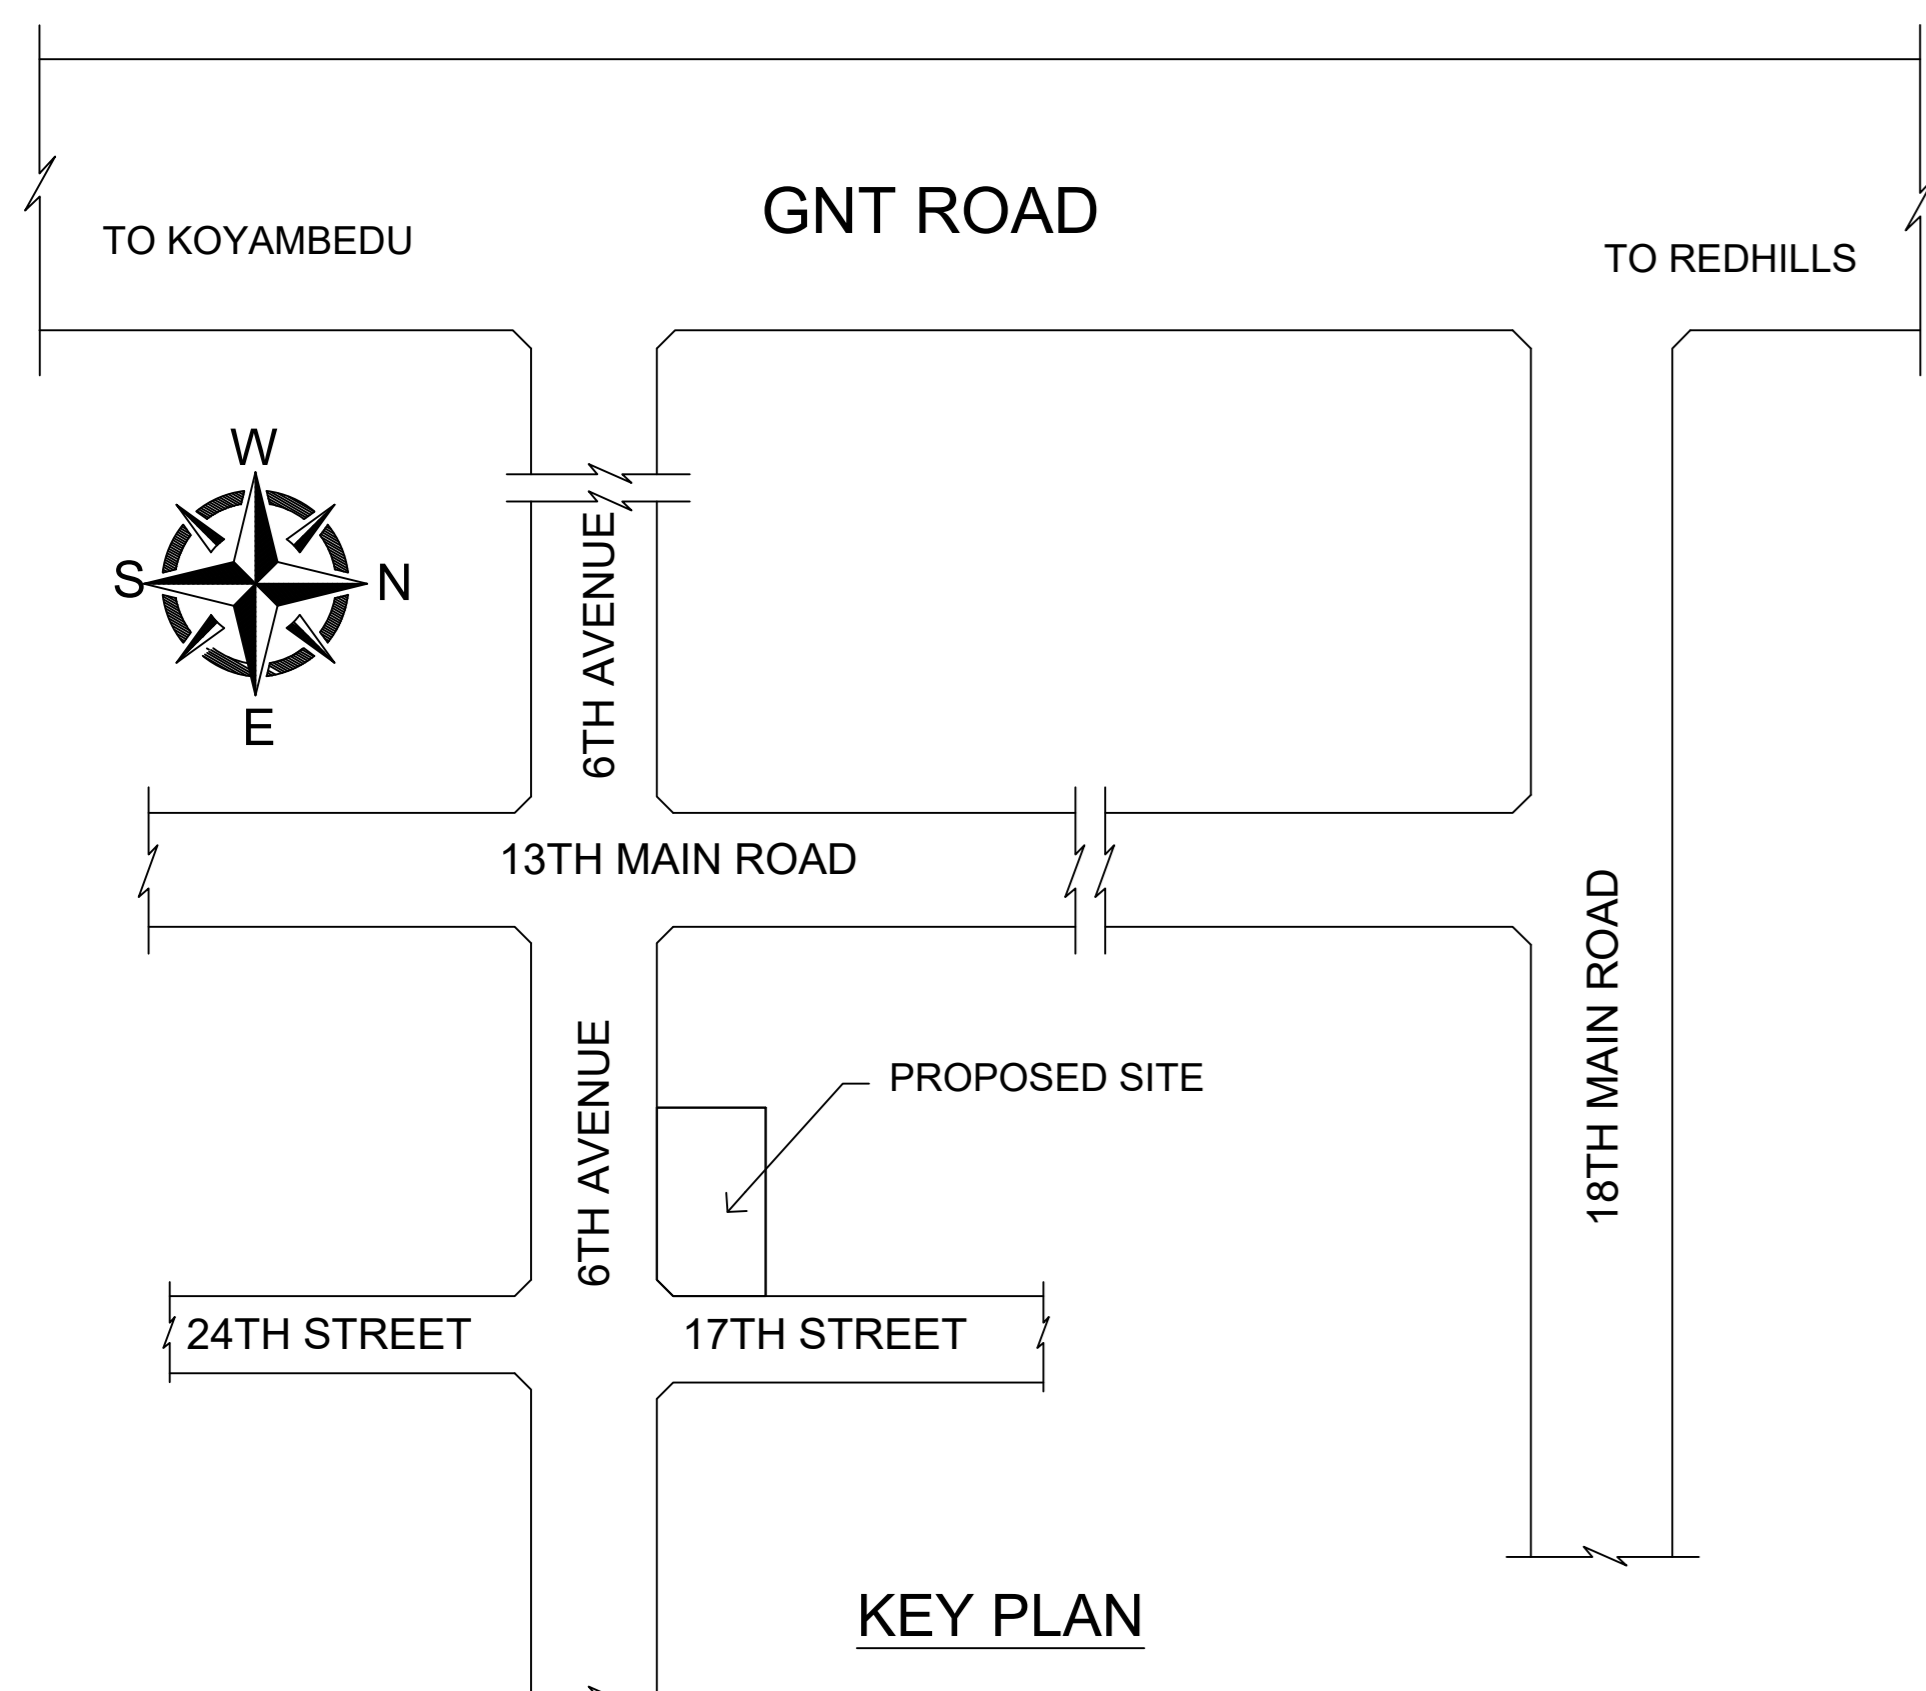 GNT ROAD
TO KOYAMBEDU
TO REDHILLS
W
S
N
E
6TH AVENUE
13TH MAIN ROAD
18TH MAIN ROAD
6TH AVENUE
PROPOSED SITE
24TH STREET
17TH STREET
KEY PLAN